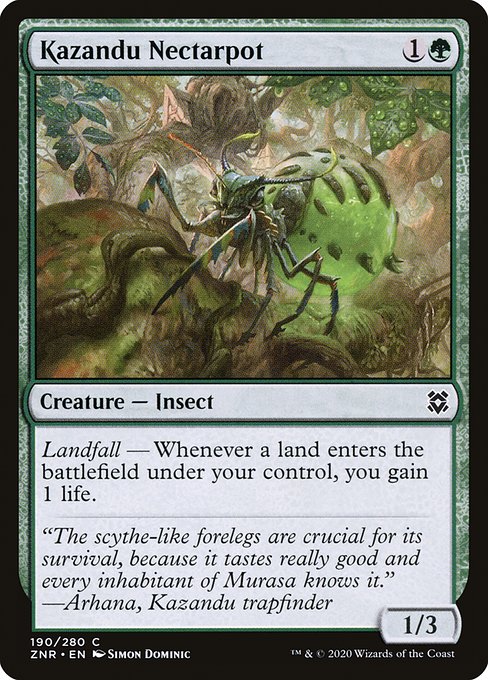 Kazandu Nectarpot 1
Creature — Insect
Landfall — Whenever a land enters the
battlefield under your control, you gain
1 life.
“The scythe-like forelegs are crucial for its
survival, because it tastes really good and
every inhabitant of Murasa knows it.”
—Arhana, Kazandu trapfinder
1/3
190/280 C
ZNR • EN Simon Dominic
™ & © 2020 Wizards of the Coast